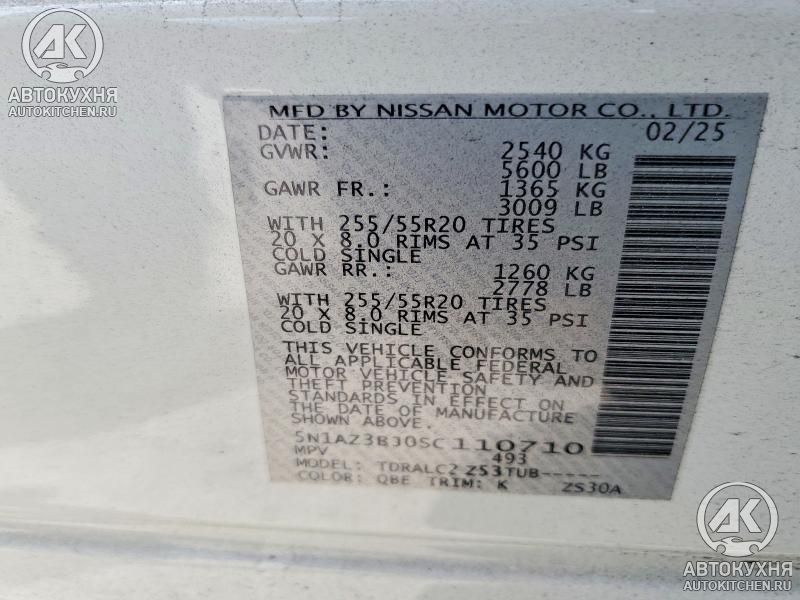 АК
АВТОКУХНЯ
AUTOKITCHEN.RU
MFD BY NISSAN MOTOR CO., LTD.
DATE: 02/25
GVWR: 2540 KG
5600 LB
GAWR FR.: 1365 KG
3009 LB
WITH 255/55R20 TIRES
20 X 8.0 RIMS AT 35 PSI
COLD SINGLE
GAWR RR.: 1260 KG
2778 LB
WITH 255/55R20 TIRES
20 X 8.0 RIMS AT 35 PSI
COLD SINGLE
THIS VEHICLE CONFORMS TO
ALL APPLICABLE FEDERAL
MOTOR VEHICLE SAFETY AND
THEFT PREVENTION
STANDARDS IN EFFECT ON
THE DATE OF MANUFACTURE
SHOWN ABOVE.
5N1AZ3BJ0SC110710
MPV 493
MODEL: TDRALC2 Z53TUB-----
COLOR: QBE TRIM: K ZS30A
АК
АВТОКУХНЯ
AUTOKITCHEN.RU